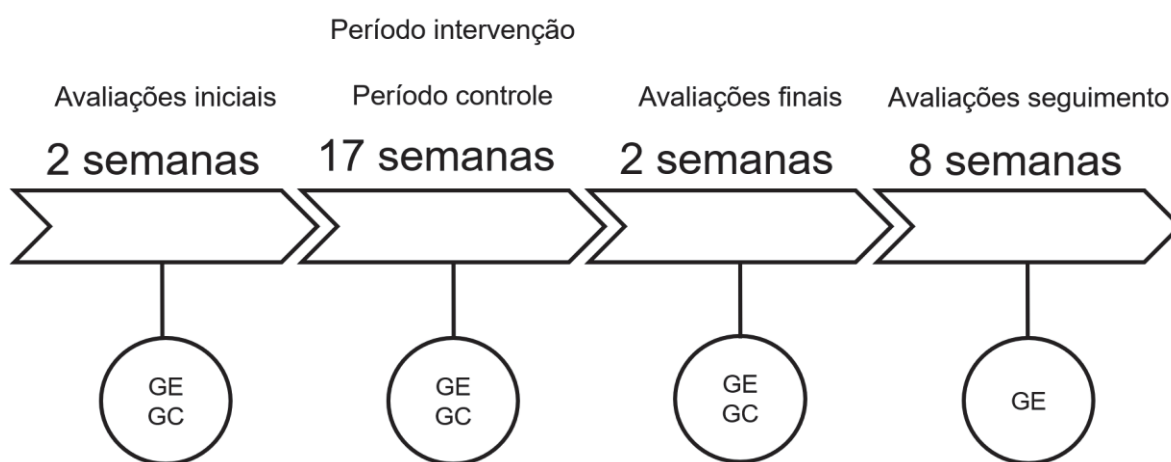 Período intervenção
Avaliações iniciais
Período controle
Avaliações finais
Avaliações seguimento
2 semanas
17 semanas
2 semanas
8 semanas
GE
GC
GE
GC
GE
GC
GE